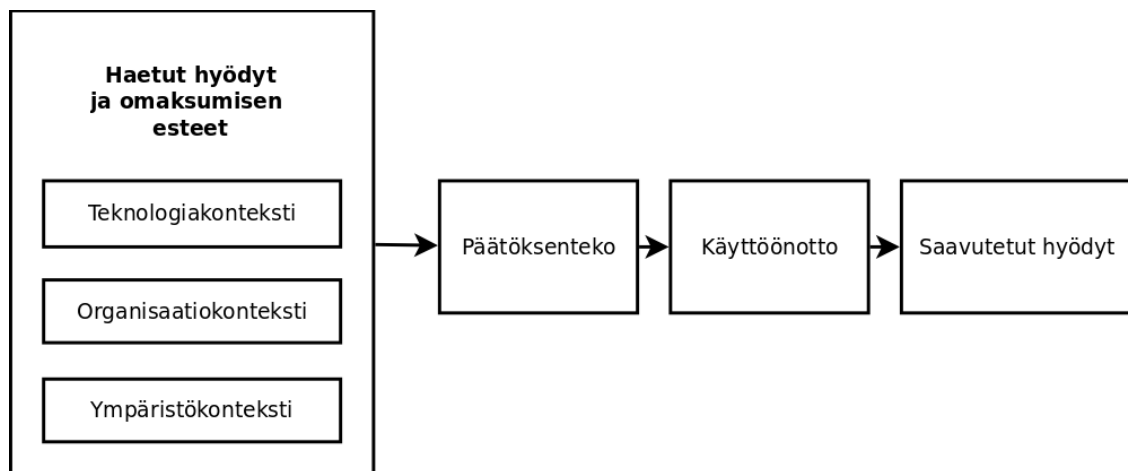 Haetut hyödyt
ja omaksumisen
esteet
Teknologiakonteksti
Organisaatiokonteksti
Ympäristökonteksti
Päätöksenteko
Käyttöönotto
Saavutetut hyödyt